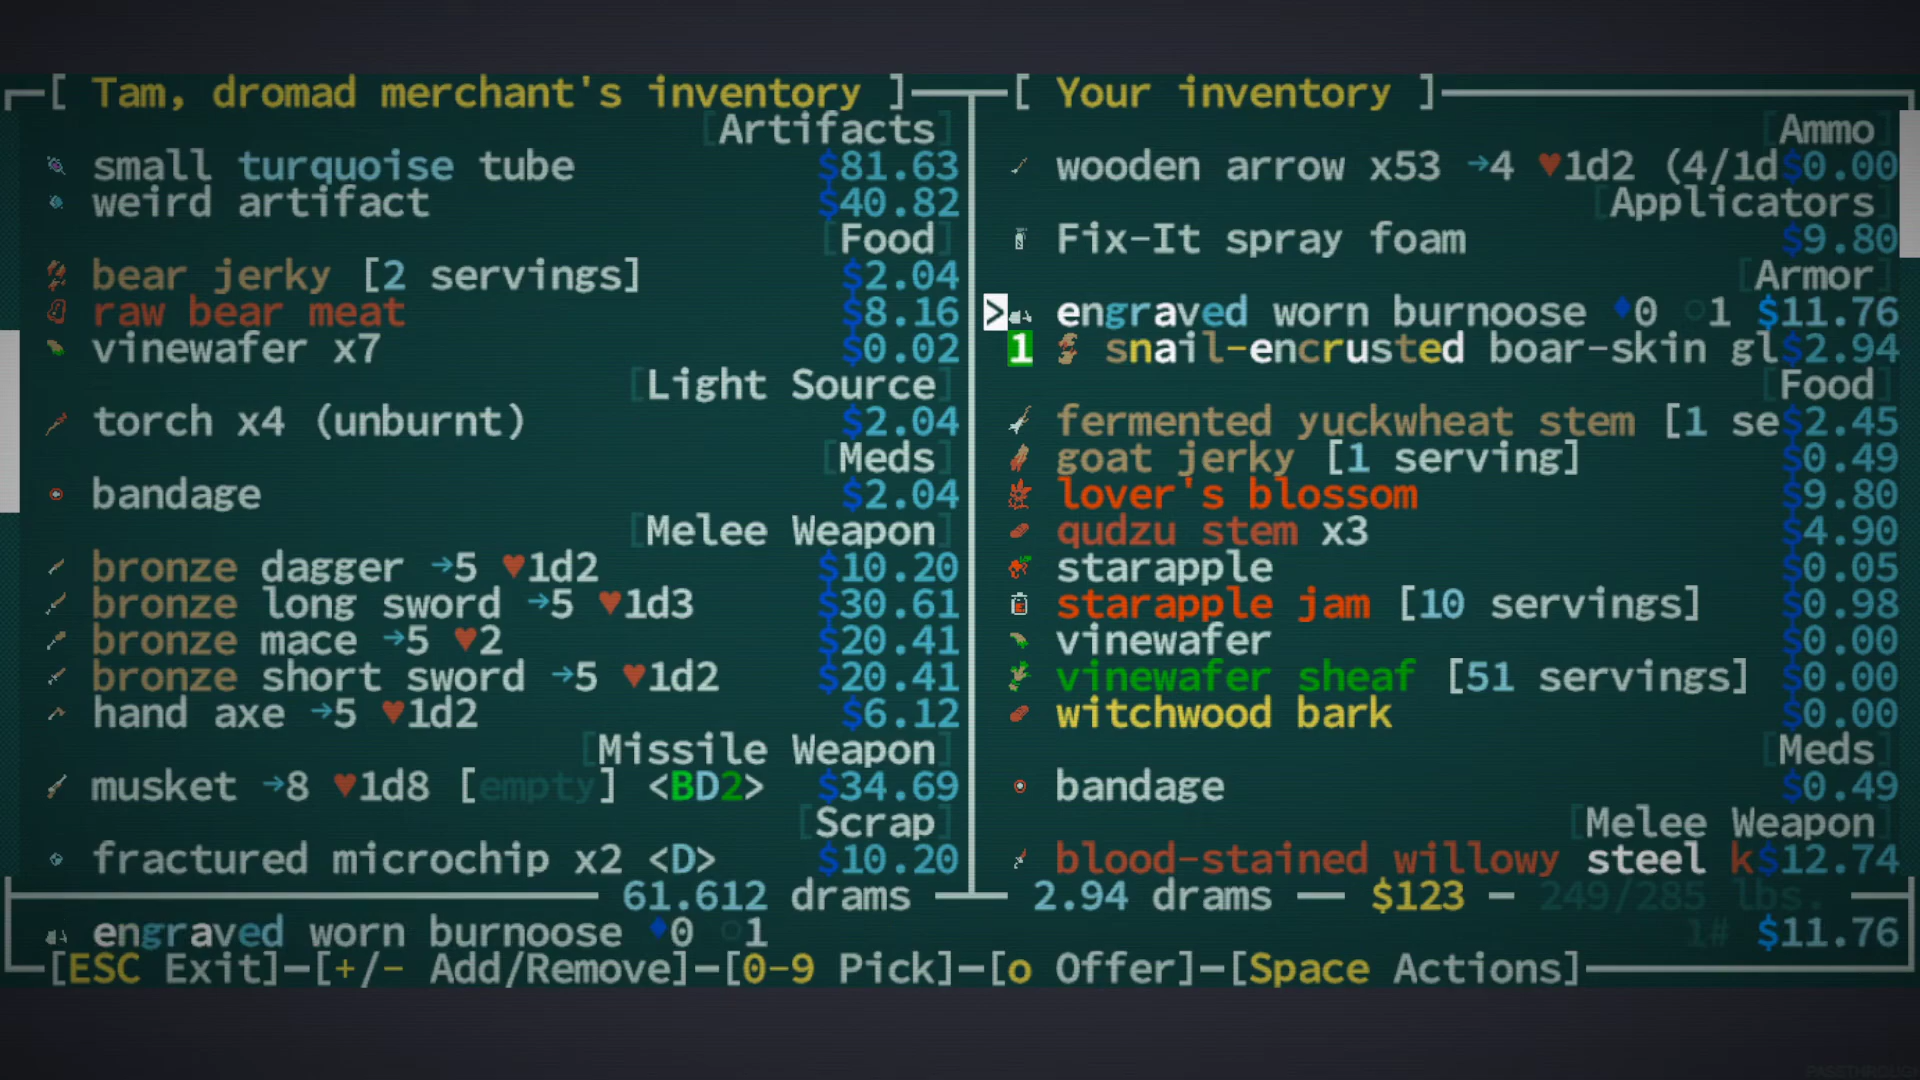 [ Tam, dromad merchant's inventory ]
[Artifacts]
small turquoise tube $81.63
weird artifact $40.82
[Food]
bear jerky [2 servings] $2.04
raw bear meat $8.16
vinewafer x7 $0.02
[Light Source]
torch x4 (unburnt) $2.04
[Meds]
bandage $2.04
[Melee Weapon]
bronze dagger →5 ♥1d2 $10.20
bronze long sword →5 ♥1d3 $30.61
bronze mace →5 ♥2 $20.41
bronze short sword →5 ♥1d2 $20.41
hand axe →5 ♥1d2 $6.12
[Missile Weapon]
musket →8 ♥1d8 [empty] <BD2> $34.69
[Scrap]
fractured microchip x2 <D> $10.20
61.612 drams
[ Your inventory ]
[Ammo]
wooden arrow x53 →4 ♥1d2 (4/1d$0.00
[Applicators]
Fix-It spray foam $9.80
[Armor]
> engraved worn burnoose ♦0 ○1 $11.76
1 snail-encrusted boar-skin gl$2.94
[Food]
fermented yuckwheat stem [1 se$2.45
goat jerky [1 serving] $0.49
lover's blossom $9.80
qudzu stem x3 $4.90
starapple $0.05
starapple jam [10 servings] $0.98
vinewafer $0.00
vinewafer sheaf [51 servings] $0.00
witchwood bark $0.00
[Meds]
bandage $0.49
[Melee Weapon]
blood-stained willowy steel k$12.74
2.94 drams — $123 — 249/285 lbs.
engraved worn burnoose ♦0 ○1 1# $11.76
[ESC Exit]—[+/- Add/Remove]—[0-9 Pick]—[o Offer]—[Space Actions]
PASSTHROUGH